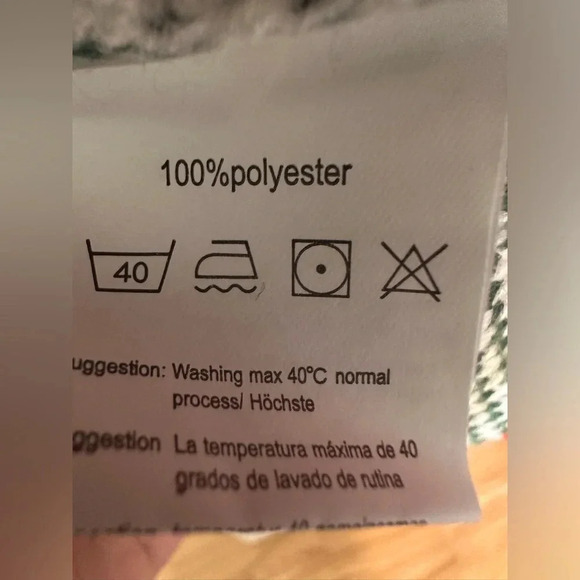 100%polyester
40
uggestion: Washing max 40°C normal
process/ Höchste
ggestion La temperatura máxima de 40
grados de lavado de rutina